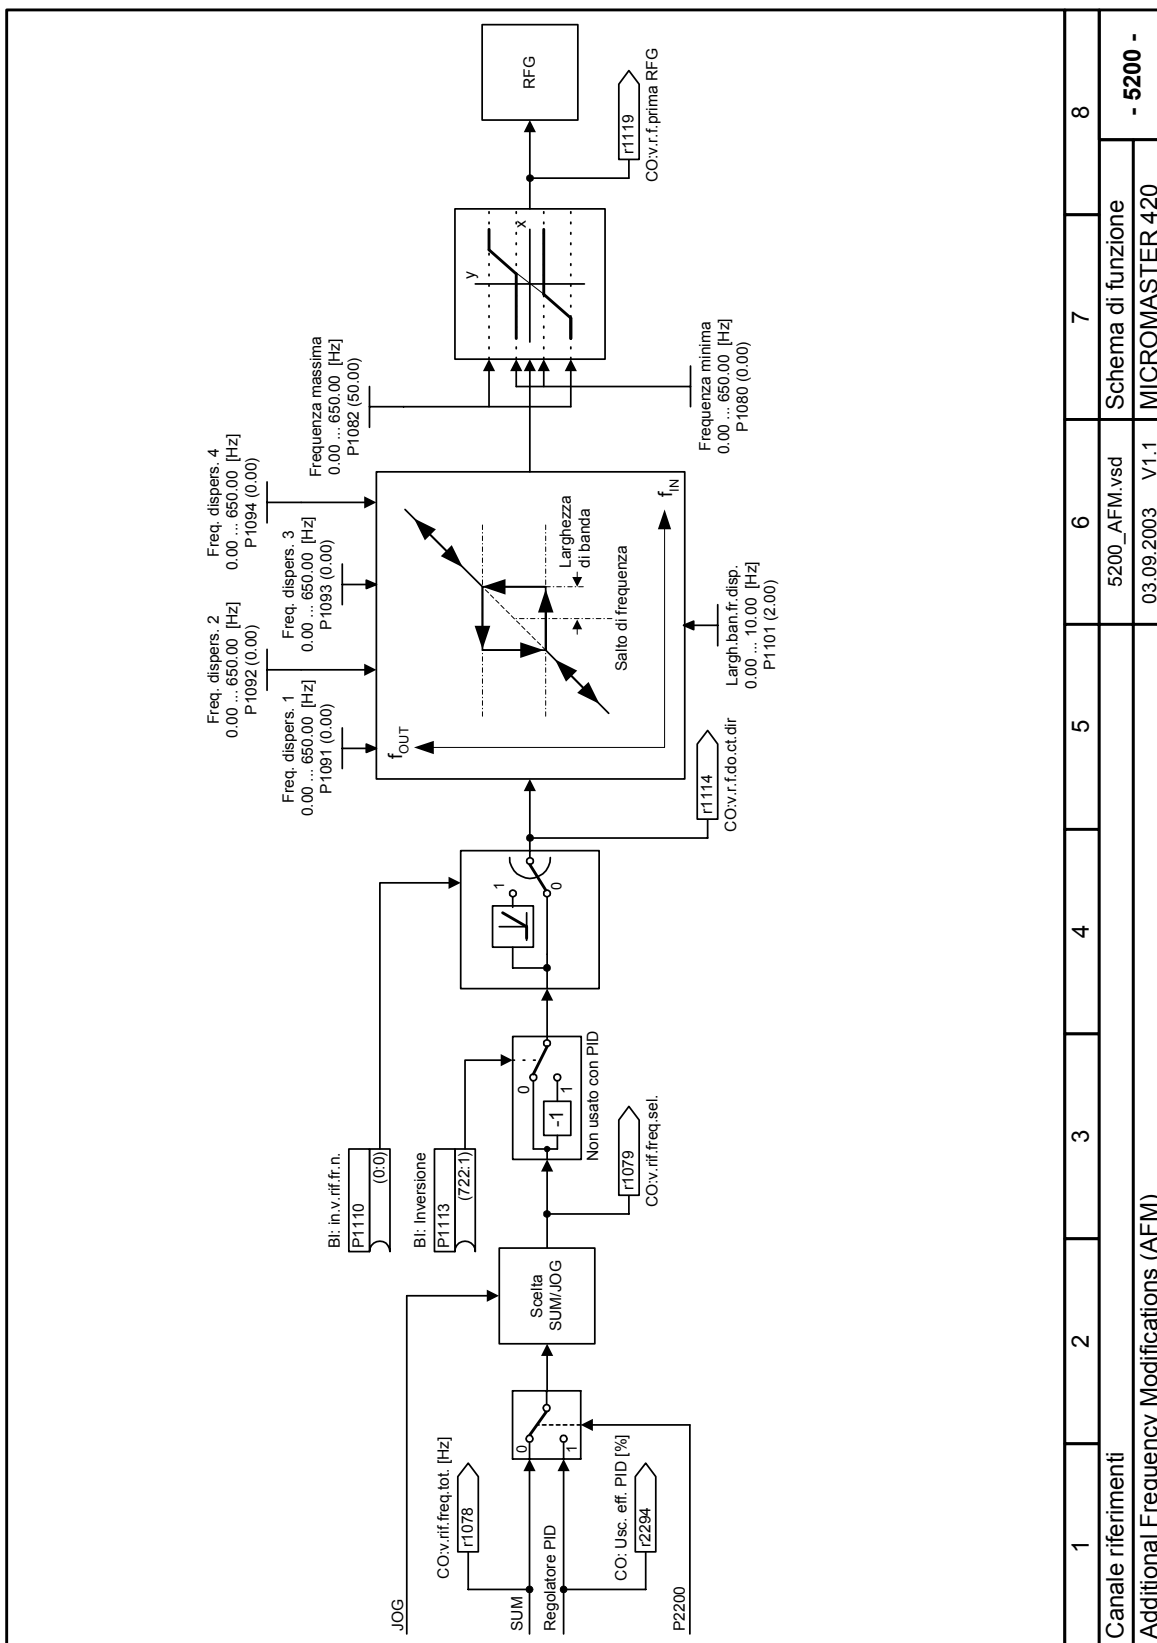 JOG
CO:v.rif.freq.tot. [Hz]
r1078
SUM
Regolatore PID
CO: Usc. eff. PID [%]
r2294
P2200
0
1
Scelta
SUM/JOG
BI: in.v.rif.fr.n.
P1110
(0:0)
BI: Inversione
P1113
(722:1)
r1079
CO:v.rif.freq.sel.
0
1
-1
Non usato con PID
1
0
r1114
CO:v.r.f.do.ct.dir
Freq. dispers. 1
0.00 ... 650.00 [Hz]
P1091 (0.00)
Freq. dispers. 2
0.00 ... 650.00 [Hz]
P1092 (0.00)
Freq. dispers. 3
0.00 ... 650.00 [Hz]
P1093 (0.00)
Freq. dispers. 4
0.00 ... 650.00 [Hz]
P1094 (0.00)
fOUT
fIN
Salto di frequenza
Larghezza
di banda
Largh.ban.fr.disp.
0.00 ... 10.00 [Hz]
P1101 (2.00)
Frequenza massima
0.00 ... 650.00 [Hz]
P1082 (50.00)
Frequenza minima
0.00 ... 650.00 [Hz]
P1080 (0.00)
y
x
r1119
CO:v.r.f.prima RFG
RFG
1 2 3 4 5 6 7 8
Canale riferimenti
5200_AFM.vsd
Schema di funzione
- 5200 -
Additional Frequency Modifications (AFM)
03.09.2003 V1.1
MICROMASTER 420